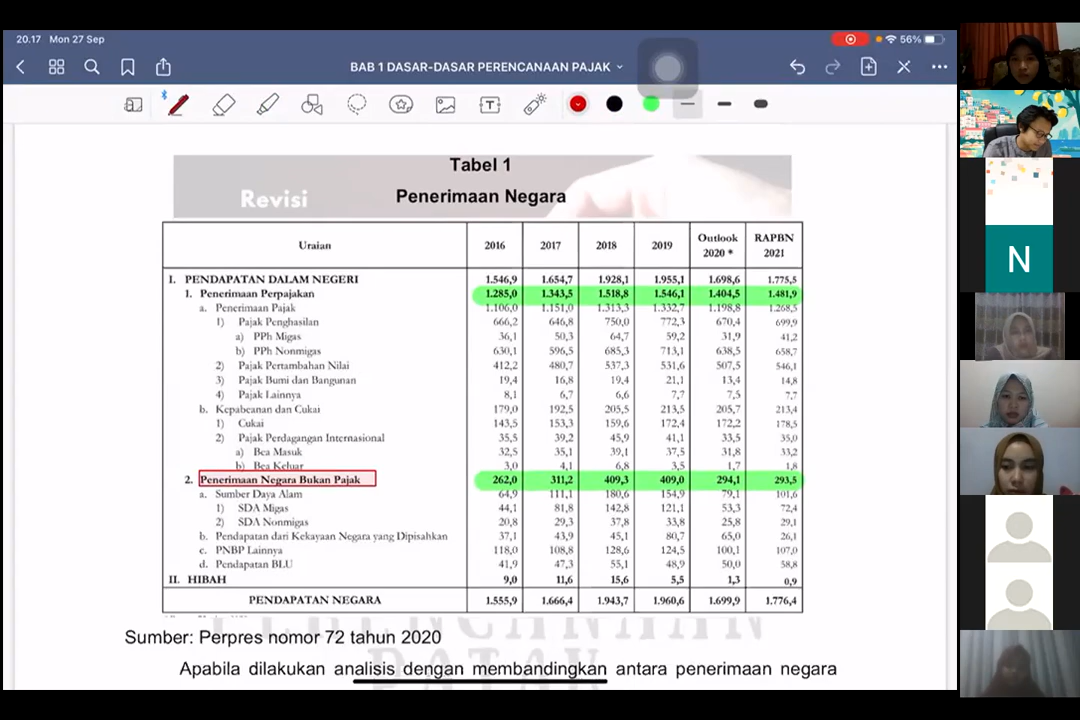 20.17 Mon 27 Sep
56%
BAB 1 DASAR-DASAR PERENCANAAN PAJAK
Tabel 1
Revisi
Penerimaan Negara
Uraian 2016 2017 2018 2019 Outlook 2020 * RAPBN 2021
I. PENDAPATAN DALAM NEGERI 1.546,9 1.654,7 1.928,1 1.955,1 1.698,6 1.775,5
1. Penerimaan Perpajakan 1.285,0 1.343,5 1.518,8 1.546,1 1.404,5 1.481,9
a. Penerimaan Pajak 1.106,0 1.151,0 1.313,3 1.332,7 1.198,8 1.268,5
1) Pajak Penghasilan 666,2 646,8 750,0 772,3 670,4 699,9
a) PPh Migas 36,1 50,3 64,7 59,2 31,9 41,2
b) PPh Nonmigas 630,1 596,5 685,3 713,1 638,5 658,7
2) Pajak Pertambahan Nilai 412,2 480,7 537,3 531,6 507,5 546,1
3) Pajak Bumi dan Bangunan 19,4 16,8 19,4 21,1 13,4 14,8
4) Pajak Lainnya 8,1 6,7 6,6 7,7 7,5 7,7
b. Kepabeanan dan Cukai 179,0 192,5 205,5 213,5 205,7 213,4
1) Cukai 143,5 153,3 159,6 172,4 172,2 178,5
2) Pajak Perdagangan Internasional 35,5 39,2 45,9 41,1 33,5 35,0
a) Bea Masuk 32,5 35,1 39,1 37,5 31,8 33,2
b) Bea Keluar 3,0 4,1 6,8 3,5 1,7 1,8
2. Penerimaan Negara Bukan Pajak 262,0 311,2 409,3 409,0 294,1 293,5
a. Sumber Daya Alam 64,9 111,1 180,6 154,9 79,1 101,6
1) SDA Migas 44,1 81,8 142,8 121,1 53,3 72,4
2) SDA Nonmigas 20,8 29,3 37,8 33,8 25,8 29,1
b. Pendapatan dari Kekayaan Negara yang Dipisahkan 37,1 43,9 45,1 80,7 65,0 26,1
c. PNBP Lainnya 118,0 108,8 128,6 124,5 100,1 107,0
d. Pendapatan BLU 41,9 47,3 55,1 48,9 50,0 58,8
II. HIBAH 9,0 11,6 15,6 5,5 1,3 0,9
PENDAPATAN NEGARA 1.555,9 1.666,4 1.943,7 1.960,6 1.699,9 1.776,4
Sumber: Perpres nomor 72 tahun 2020
Apabila dilakukan analisis dengan membandingkan antara penerimaan negara
N